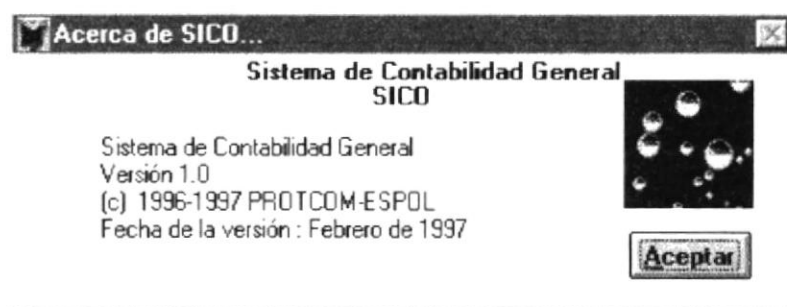 Acerca de SICO...
Sistema de Contabilidad General
SICO
Sistema de Contabilidad General
Versión 1.0
(c) 1996-1997 PROTCOM-ESPOL
Fecha de la versión : Febrero de 1997
Aceptar